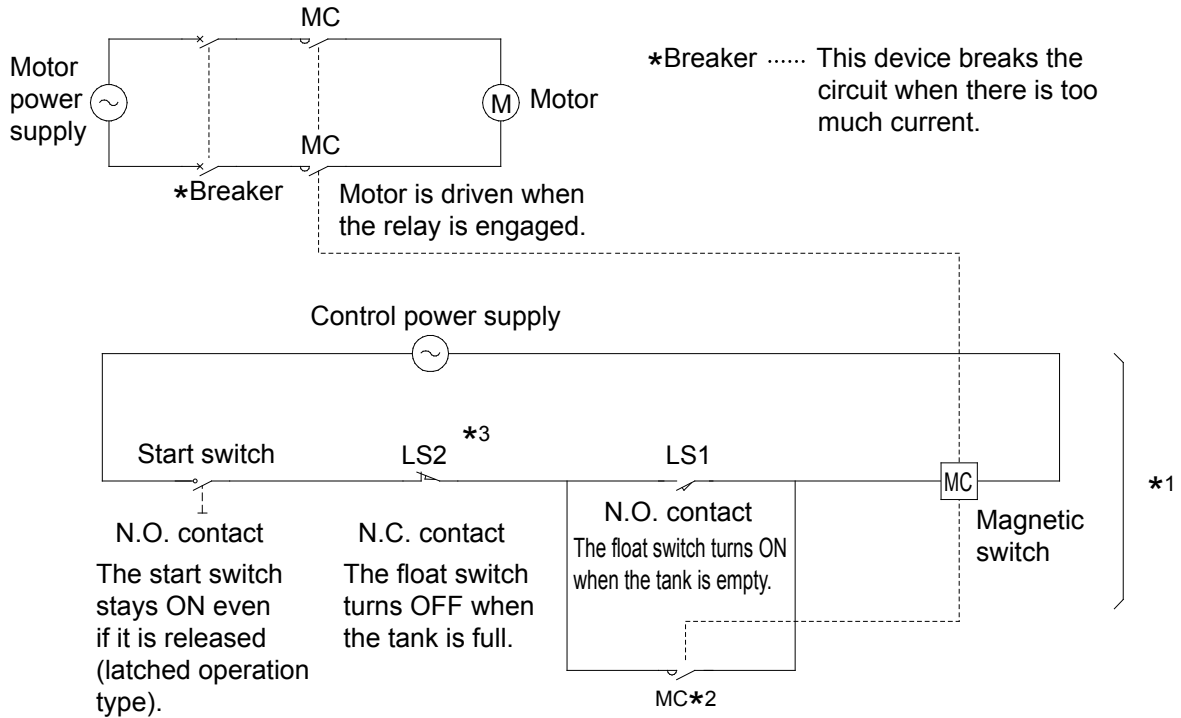 MC
Motor
power
supply
M
Motor
MC
*Breaker
Motor is driven when
the relay is engaged.
*Breaker ...... This device breaks the
circuit when there is too
much current.
Control power supply
Start switch
LS2 *3
LS1
MC
N.O. contact
The start switch
stays ON even
if it is released
(latched operation
type).
N.C. contact
The float switch
turns OFF when
the tank is full.
N.O. contact
The float switch turns ON
when the tank is empty.
Magnetic
switch
*1
MC*2